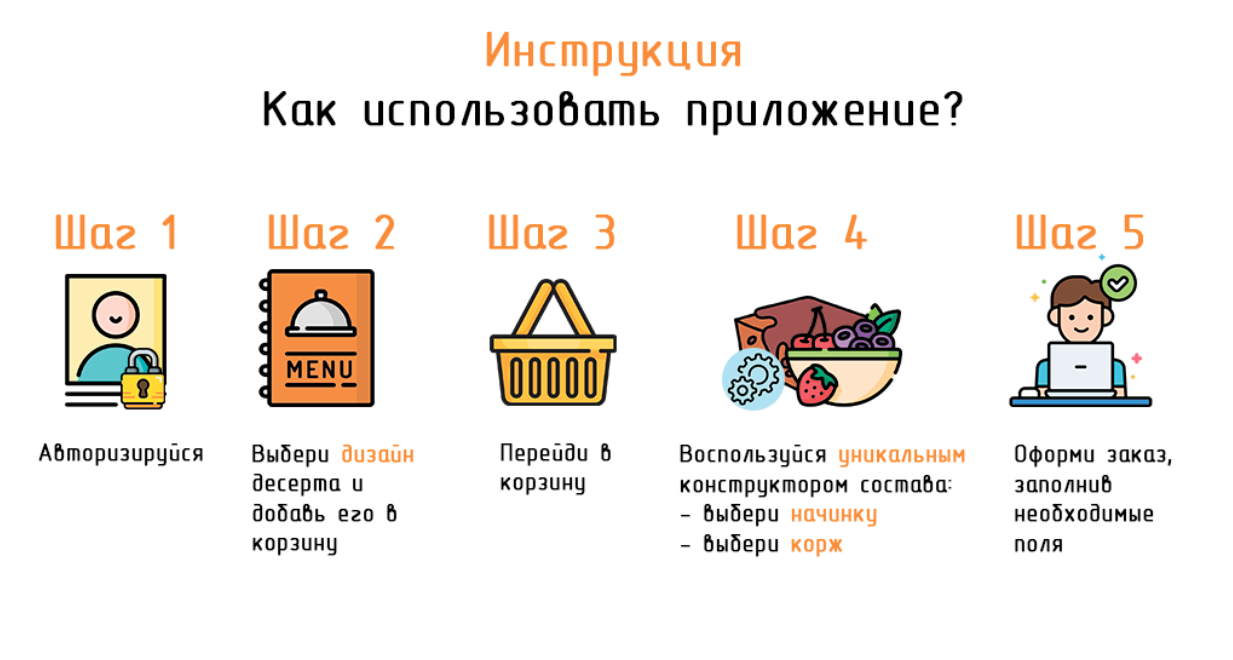 Инструкция
Как использовать приложение?
Шаг 1
Авторизируйся
Шаг 2
MENU
Выбери дизайн
десерта и
добавь его в
корзину
Шаг 3
Перейди в
корзину
Шаг 4
Воспользуйся уникальным
конструктором состава:
- выбери начинку
- выбери корж
Шаг 5
Оформи заказ,
заполнив
необходимые
поля